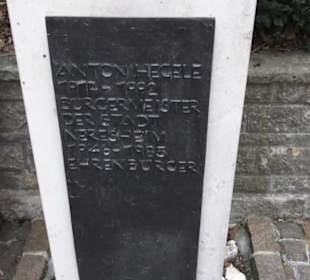 ANTON HEGELE
1914-1992
BÜRGERMEISTER
DER STADT
NERESHEIM
1946-1985
EHRENBÜRGER